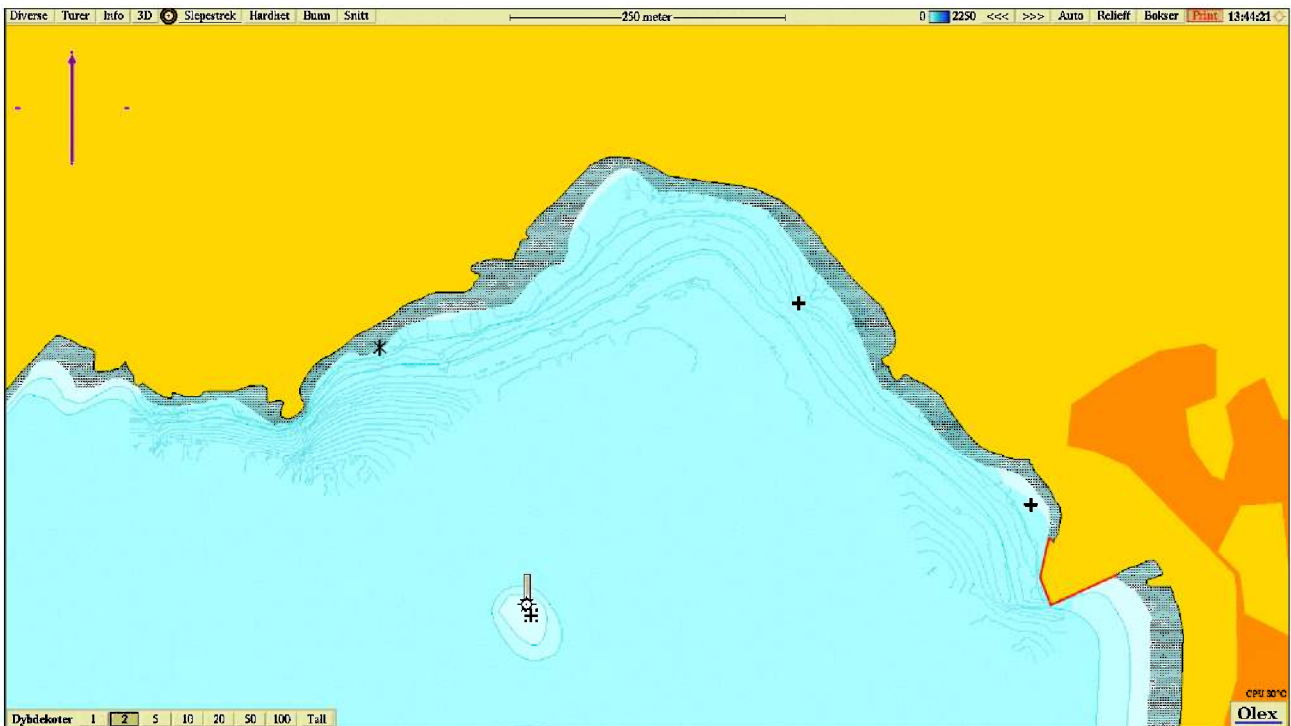 Diverse Turer Info 3D Slepestrek Hardhet Bunn Snitt 250 meter 0 2250 <<< >>> Auto Relieff Bokser Print 13:44:21
CPU 30°C
Dybdekoter 1 2 5 10 20 50 100 Tall Olex